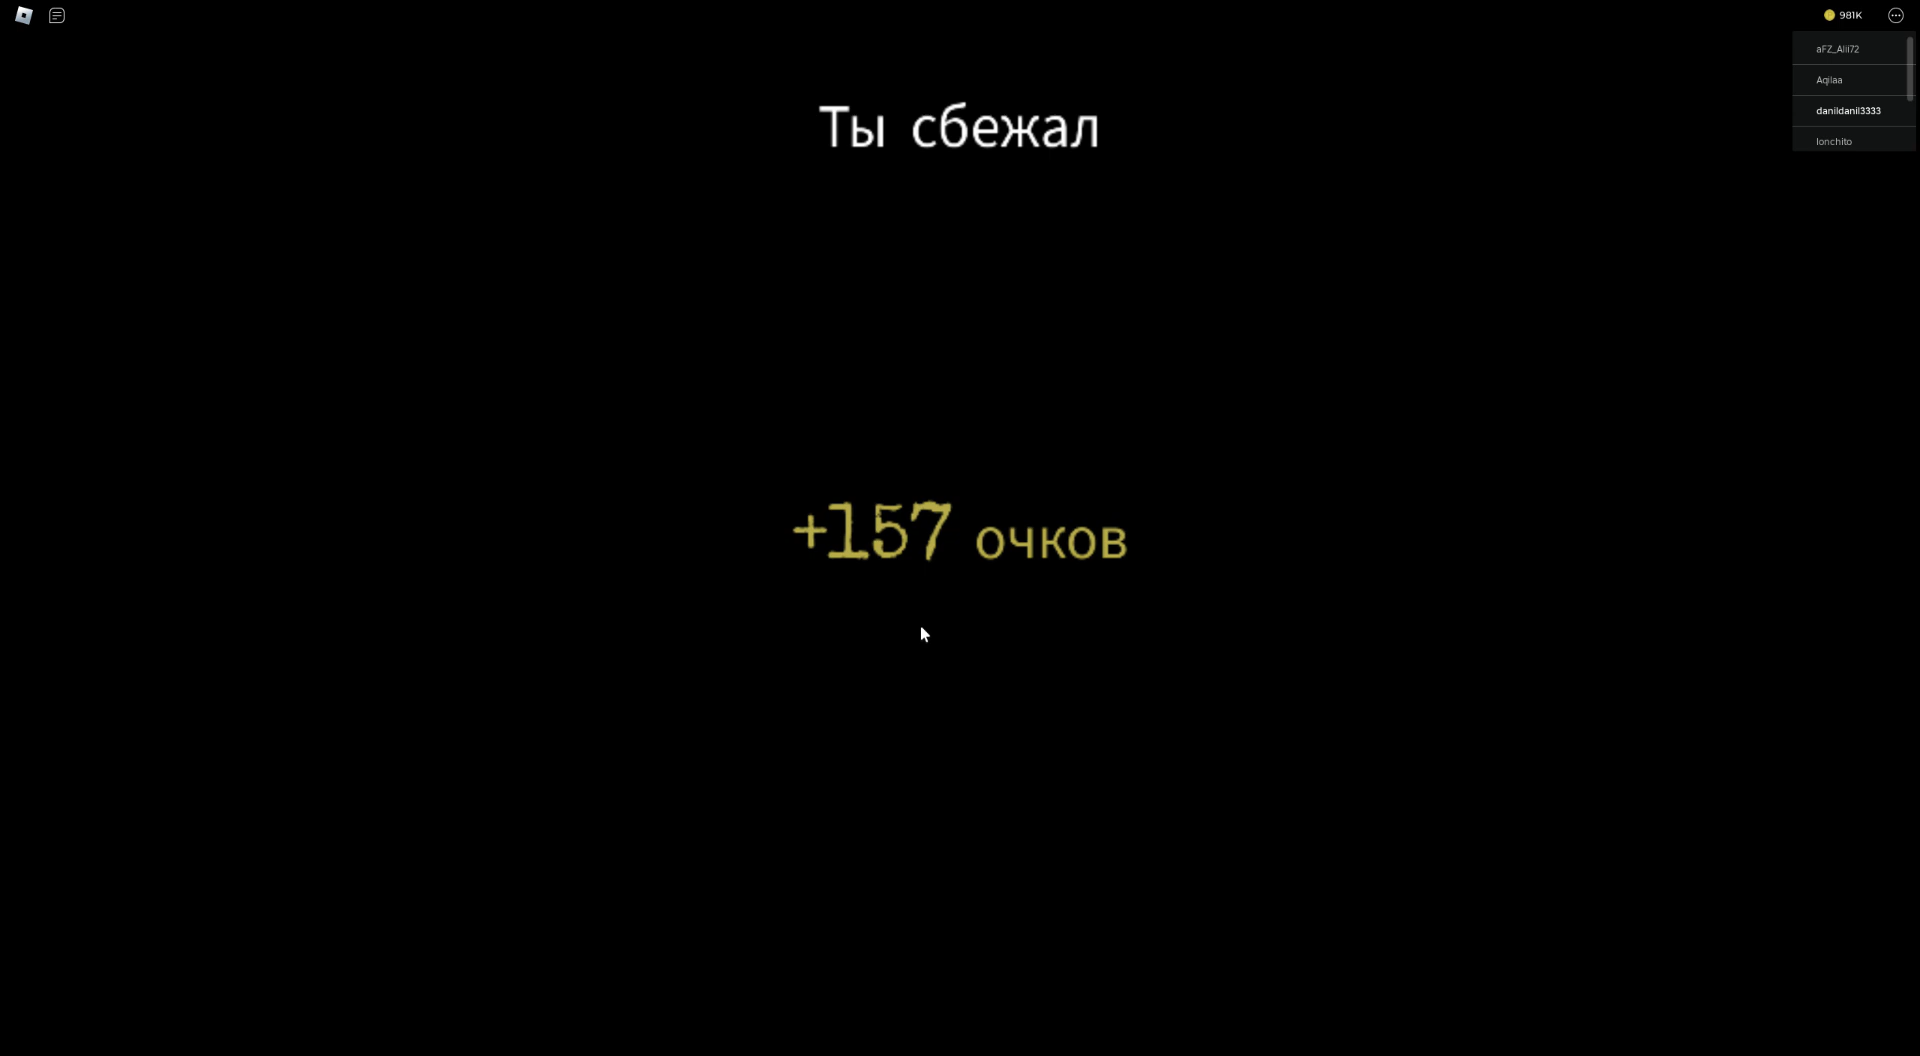 981K
aFZ_Alii72
Aqilaa
danildanil3333
lonchito
Ты сбежал
+157 очков